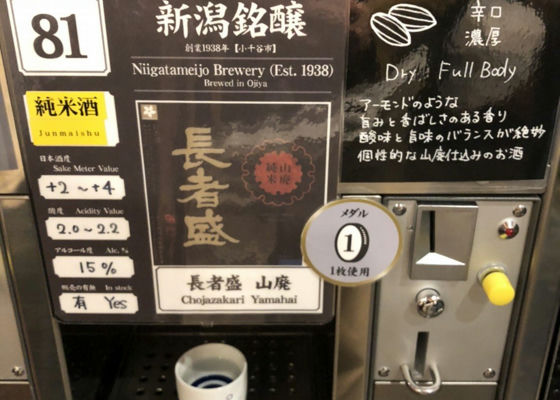 81
純米酒
Junmaishu
日本酒度
Sake Meter Value
+2 ~ +4
酸度 Acidity Value
2.0 ~ 2.2
アルコール度 Alc. %
15%
販売の有無 In stock
有 Yes
新潟銘醸
創業1938年【小千谷市】
Niigatameijo Brewery (Est. 1938)
Brewed in Ojiya
長者盛
山廃
純米
長者盛 山廃
Chojazakari Yamahai
メダル
1
1枚使用
辛口
濃厚
Dry Full Body
アーモンドのような
旨みと香ばしさのある香り
酸味と旨味のバランスが絶妙
個性的な山廃仕込みのお酒